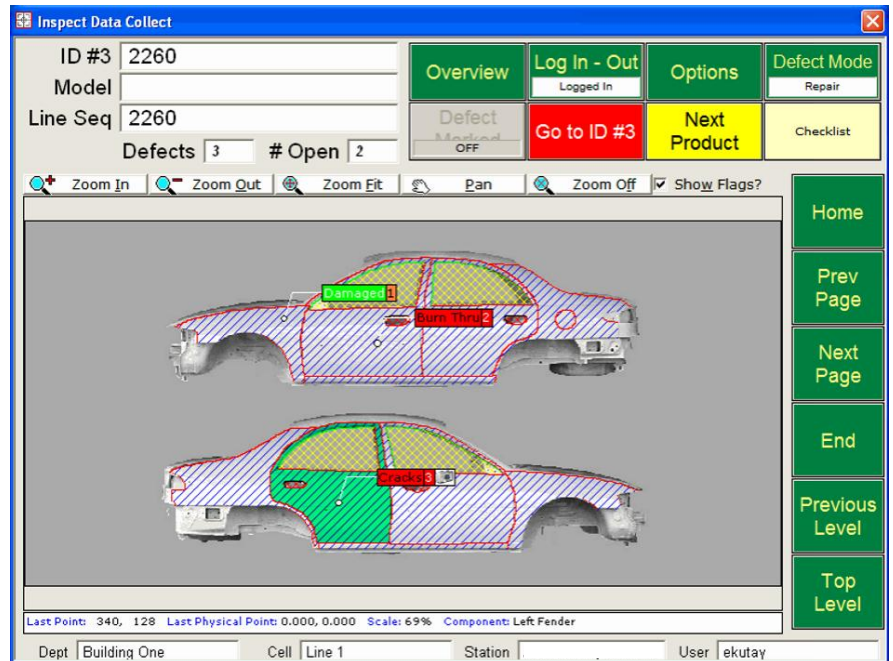 Inspect Data Collect
ID #3 2260
Model
Line Seq 2260
Defects 3 # Open 2
Overview
Log In - Out
Logged In
Options
Defect Mode
Repair
Defect Marked
OFF
Go to ID #3
Next
Product
Checklist
Zoom In Zoom Out Zoom Fit Pan Zoom Off Show Flags?
Damaged 1
Burn Thru 2
Cracks 3
Home
Prev
Page
Next
Page
End
Previous
Level
Top
Level
Last Point: 340, 128 Last Physical Point: 0.000, 0.000 Scale: 69% Component: Left Fender
Dept Building One Cell Line 1 Station User ekutay